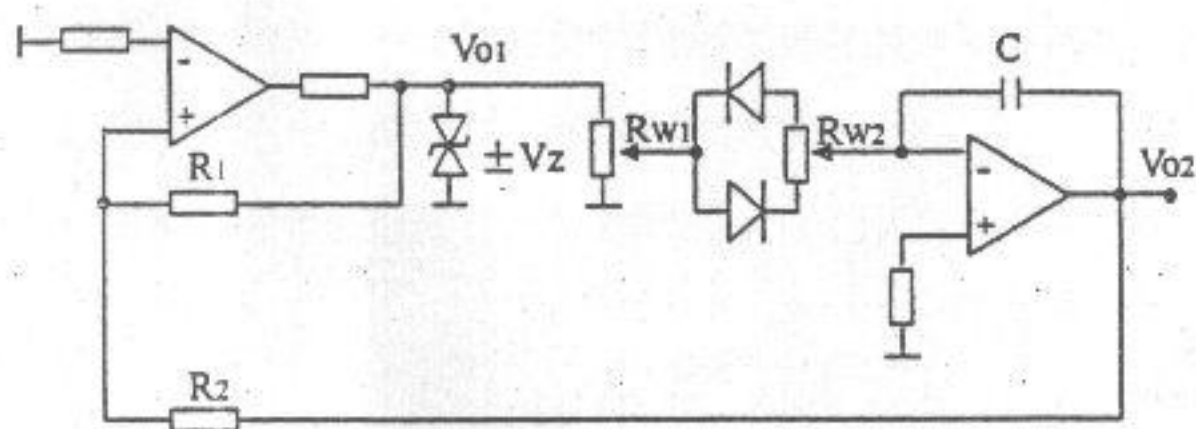 Vo1
C
Rw1
Rw2
± Vz
Vo2
R1
R2
- +
- +